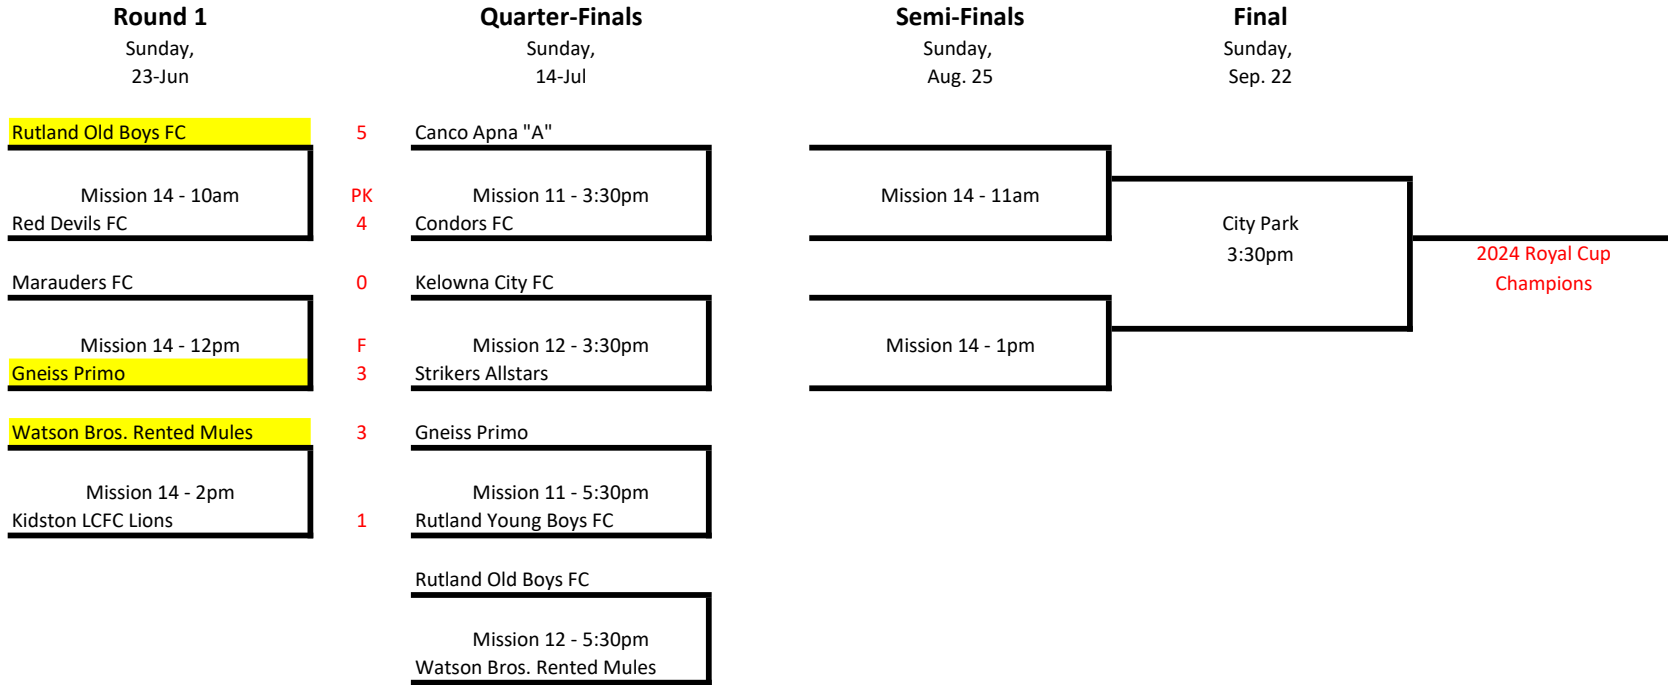 Round 1 Quarter-Finals Semi-Finals Final
Sunday, Sunday, Sunday, Sunday,
23-Jun 14-Jul Aug. 25 Sep. 22
Rutland Old Boys FC 5 Canco Apna "A"
Mission 14 - 10am PK Mission 11 - 3:30pm Mission 14 - 11am
Red Devils FC 4 Condors FC City Park
3:30pm 2024 Royal Cup
Marauders FC 0 Kelowna City FC Champions
Mission 14 - 12pm F Mission 12 - 3:30pm Mission 14 - 1pm
Gneiss Primo 3 Strikers Allstars
Watson Bros. Rented Mules 3 Gneiss Primo
Mission 14 - 2pm Mission 11 - 5:30pm
Kidston LCFC Lions 1 Rutland Young Boys FC
Rutland Old Boys FC
Mission 12 - 5:30pm
Watson Bros. Rented Mules